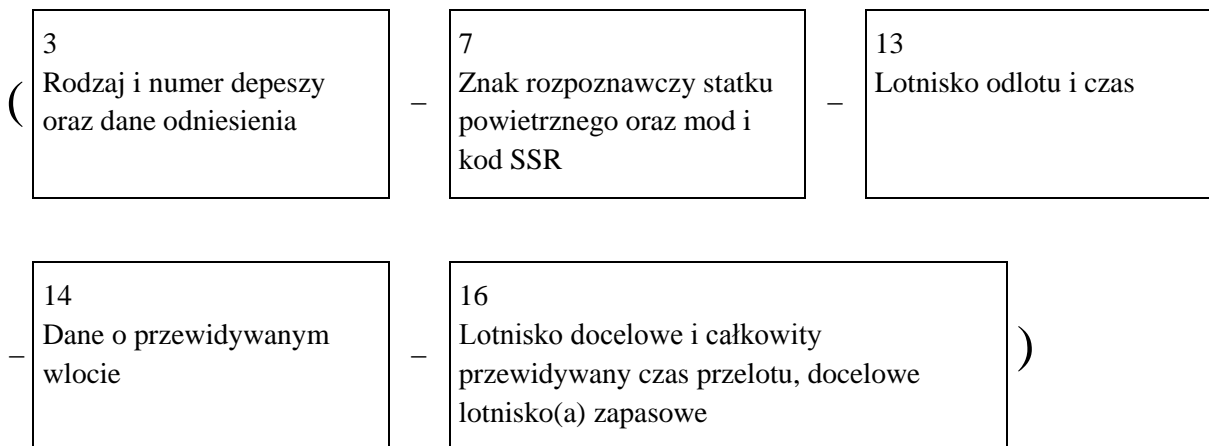 (
3
Rodzaj i numer depeszy
oraz dane odniesienia
–
7
Znak rozpoznawczy statku
powietrznego oraz mod i
kod SSR
–
13
Lotnisko odlotu i czas
–
14
Dane o przewidywanym
wlocie
–
16
Lotnisko docelowe i całkowity
przewidywany czas przelotu, docelowe
lotnisko(a) zapasowe
)